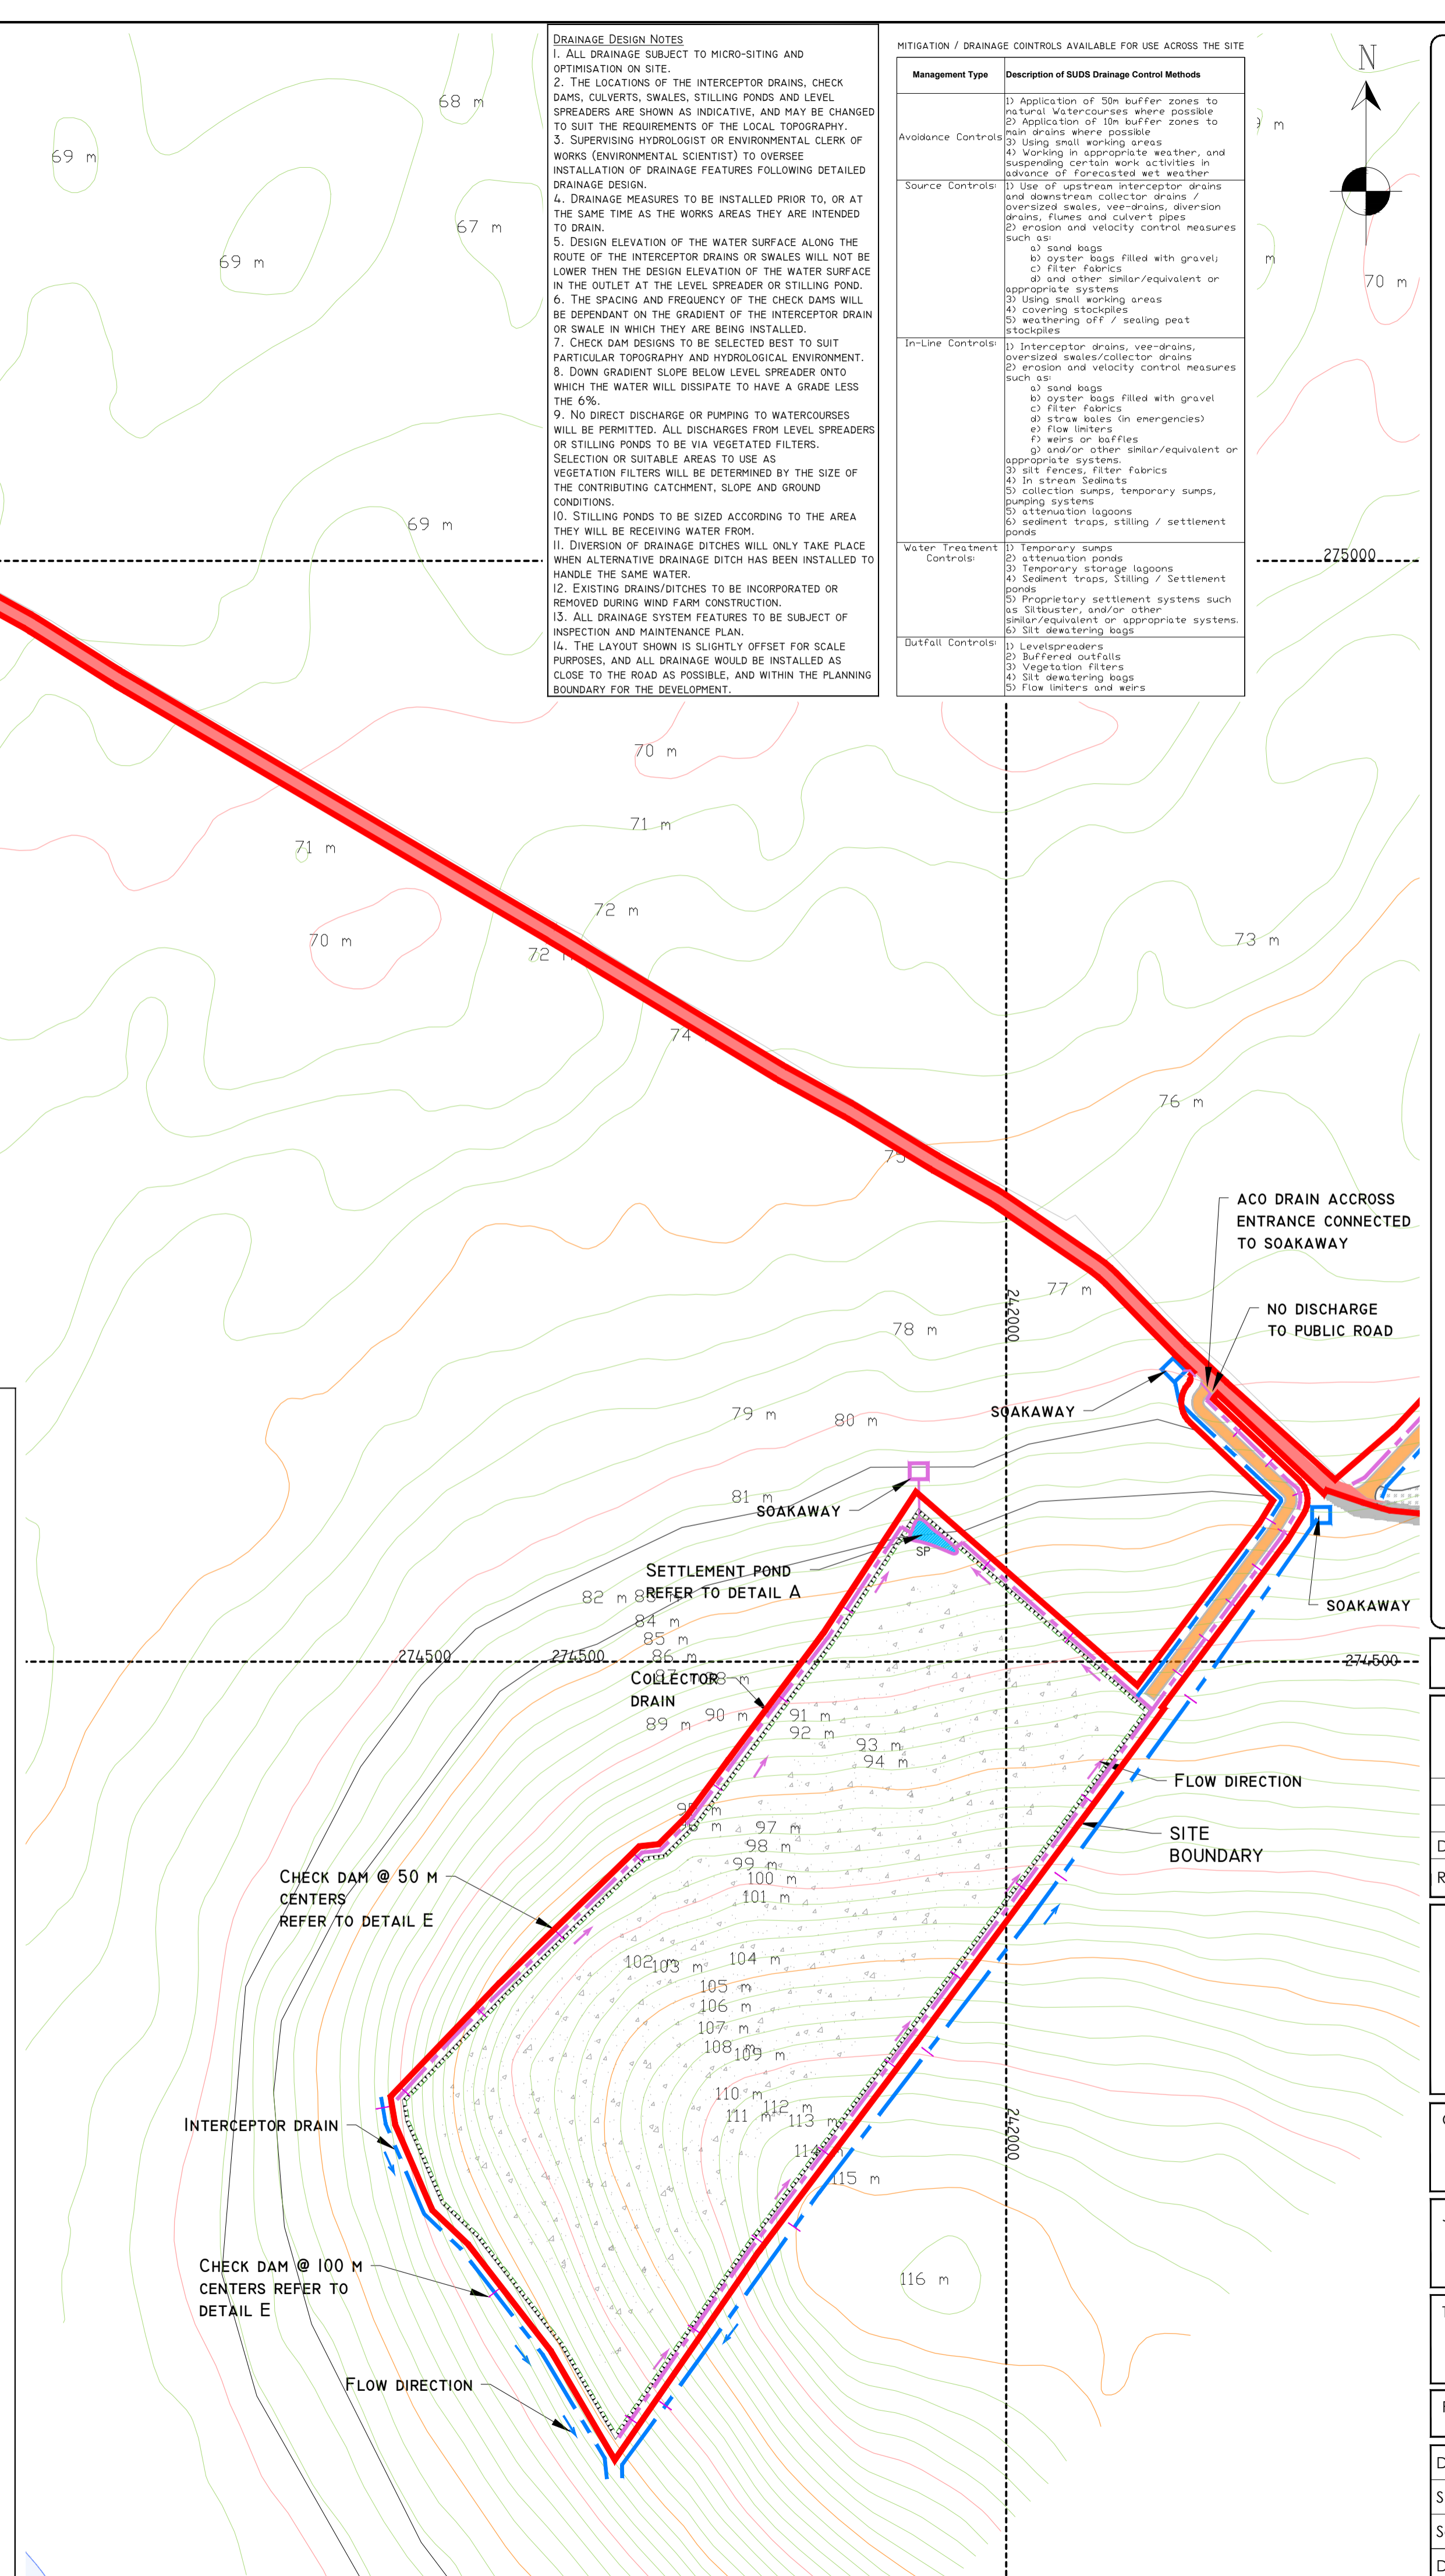 DRAINAGE DESIGN NOTES
1. ALL DRAINAGE SUBJECT TO MICRO-SITING AND
OPTIMISATION ON SITE.
2. THE LOCATIONS OF THE INTERCEPTOR DRAINS, CHECK
DAMS, CULVERTS, SWALES, STILLING PONDS AND LEVEL
SPREADERS ARE SHOWN AS INDICATIVE, AND MAY BE CHANGED
TO SUIT THE REQUIREMENTS OF THE LOCAL TOPOGRAPHY.
3. SUPERVISING HYDROLOGIST OR ENVIRONMENTAL CLERK OF
WORKS (ENVIRONMENTAL SCIENTIST) TO OVERSEE
INSTALLATION OF DRAINAGE FEATURES FOLLOWING DETAILED
DRAINAGE DESIGN.
4. DRAINAGE MEASURES TO BE INSTALLED PRIOR TO, OR AT
THE SAME TIME AS THE WORKS AREAS THEY ARE INTENDED
TO DRAIN.
5. DESIGN ELEVATION OF THE WATER SURFACE ALONG THE
ROUTE OF THE INTERCEPTOR DRAINS OR SWALES WILL NOT BE
LOWER THEN THE DESIGN ELEVATION OF THE WATER SURFACE
IN THE OUTLET AT THE LEVEL SPREADER OR STILLING POND.
6. THE SPACING AND FREQUENCY OF THE CHECK DAMS WILL
BE DEPENDANT ON THE GRADIENT OF THE INTERCEPTOR DRAIN
OR SWALE IN WHICH THEY ARE BEING INSTALLED.
7. CHECK DAM DESIGNS TO BE SELECTED BEST TO SUIT
PARTICULAR TOPOGRAPHY AND HYDROLOGICAL ENVIRONMENT.
8. DOWN GRADIENT SLOPE BELOW LEVEL SPREADER ONTO
WHICH THE WATER WILL DISSIPATE TO HAVE A GRADE LESS
THE 6%.
9. NO DIRECT DISCHARGE OR PUMPING TO WATERCOURSES
WILL BE PERMITTED. ALL DISCHARGES FROM LEVEL SPREADERS
OR STILLING PONDS TO BE VIA VEGETATED FILTERS.
SELECTION OR SUITABLE AREAS TO USE AS
VEGETATION FILTERS WILL BE DETERMINED BY THE SIZE OF
THE CONTRIBUTING CATCHMENT, SLOPE AND GROUND
CONDITIONS.
10. STILLING PONDS TO BE SIZED ACCORDING TO THE AREA
THEY WILL BE RECEIVING WATER FROM.
11. DIVERSION OF DRAINAGE DITCHES WILL ONLY TAKE PLACE
WHEN ALTERNATIVE DRAINAGE DITCH HAS BEEN INSTALLED TO
HANDLE THE SAME WATER.
12. EXISTING DRAINS/DITCHES TO BE INCORPORATED OR
REMOVED DURING WIND FARM CONSTRUCTION.
13. ALL DRAINAGE SYSTEM FEATURES TO BE SUBJECT OF
INSPECTION AND MAINTENANCE PLAN.
14. THE LAYOUT SHOWN IS SLIGHTLY OFFSET FOR SCALE
PURPOSES, AND ALL DRAINAGE WOULD BE INSTALLED AS
CLOSE TO THE ROAD AS POSSIBLE, AND WITHIN THE PLANNING
BOUNDARY FOR THE DEVELOPMENT.
MITIGATION / DRAINAGE COINTROLS AVAILABLE FOR USE ACROSS THE SITE
Management Type
Description of SUDS Drainage Control Methods
Avoidance Controls
1) Application of 50m buffer zones to
natural Watercourses where possible
2) Application of 10m buffer zones to
main drains where possible
3) Using small working areas
4) Working in appropriate weather, and
suspending certain work activities in
advance of forecasted wet weather
Source Controls:
1) Use of upstream interceptor drains
and downstream collector drains /
oversized swales, vee-drains, diversion
drains, flumes and culvert pipes
2) erosion and velocity control measures
such as:
a) sand bags
b) oyster bags filled with gravel;
c) filter fabrics
d) and other similar/equivalent or
appropriate systems
3) Using small working areas
4) covering stockpiles
5) weathering off / sealing peat
stockpiles
In-Line Controls:
1) Interceptor drains, vee-drains,
oversized swales/collector drains
2) erosion and velocity control measures
such as:
a) sand bags
b) oyster bags filled with gravel
c) filter fabrics
d) straw bales (in emergencies)
e) flow limiters
f) weirs or baffles
g) and/or other similar/equivalent or
appropriate systems.
3) silt fences, filter fabrics
4) In stream Sedimats
5) collection sumps, temporary sumps,
pumping systems
5) attenuation lagoons
6) sediment traps, stilling / settlement
ponds
Water Treatment
Controls:
1) Temporary sumps
2) attenuation ponds
3) Temporary storage lagoons
4) Sediment traps, Stilling / Settlement
ponds
5) Proprietary settlement systems such
as Siltbuster, and/or other
similar/equivalent or appropriate systems.
6) Silt dewatering bags
Outfall Controls:
1) Levelspreaders
2) Buffered outfalls
3) Vegetation filters
4) Silt dewatering bags
5) Flow limiters and weirs
N
68 m
69 m
m
67 m
69 m
m
70 m
69 m
275000
70 m
71 m
71 m
72 m
70 m
72
73 m
74
76 m
75
ACO DRAIN ACCROSS
ENTRANCE CONNECTED
TO SOAKAWAY
77 m
242000
NO DISCHARGE
TO PUBLIC ROAD
78 m
79 m
80 m
SOAKAWAY
81 m
SOAKAWAY
SP
SETTLEMENT POND
REFER TO DETAIL A
82 m
SOAKAWAY
84 m
85 m
86 m
274500
274500
274500
COLLECTOR
DRAIN
89 m
90 m
91 m
92 m
93 m
94 m
FLOW DIRECTION
SITE
BOUNDARY
97 m
98 m
99 m
100 m
101 m
CHECK DAM @ 50 M
CENTERS
REFER TO DETAIL E
102 m
103 m
104 m
105 m
106 m
107 m
108 m
109 m
110 m
111 m
112 m
113 m
114
115 m
242000
INTERCEPTOR DRAIN
CHECK DAM @ 100 M
CENTERS REFER TO
DETAIL E
116 m
FLOW DIRECTION
D
R
D
S
S
D